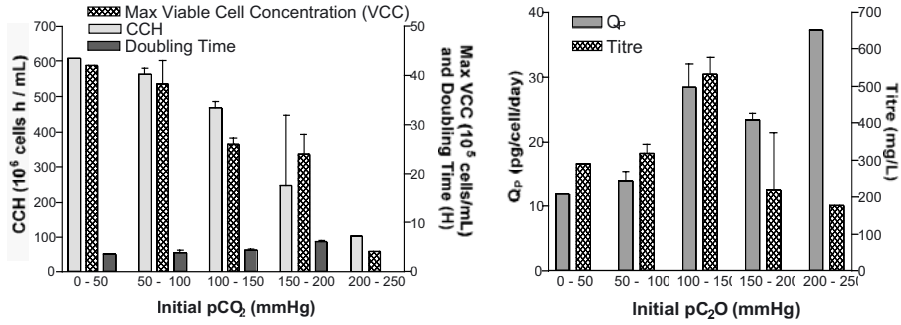 Max Viable Cell Concentration (VCC)
CCH
Doubling Time
CCH (10⁶ cells h / mL)
700
600
500
400
300
200
100
0
50
40
30
20
10
0
Max VCC (10⁵ cells/mL)
and Doubling Time (H)
0 - 50
50 - 100
100 - 150
150 - 200
200 - 250
Initial pCO₂ (mmHg)
Qₚ
Titre
Qₚ (pg/cell/day)
40
30
20
10
0
700
600
500
400
300
200
100
0
Titre (mg/L)
0 - 50
50 - 100
100 - 150
150 - 200
200 - 250
Initial pC₂O (mmHg)